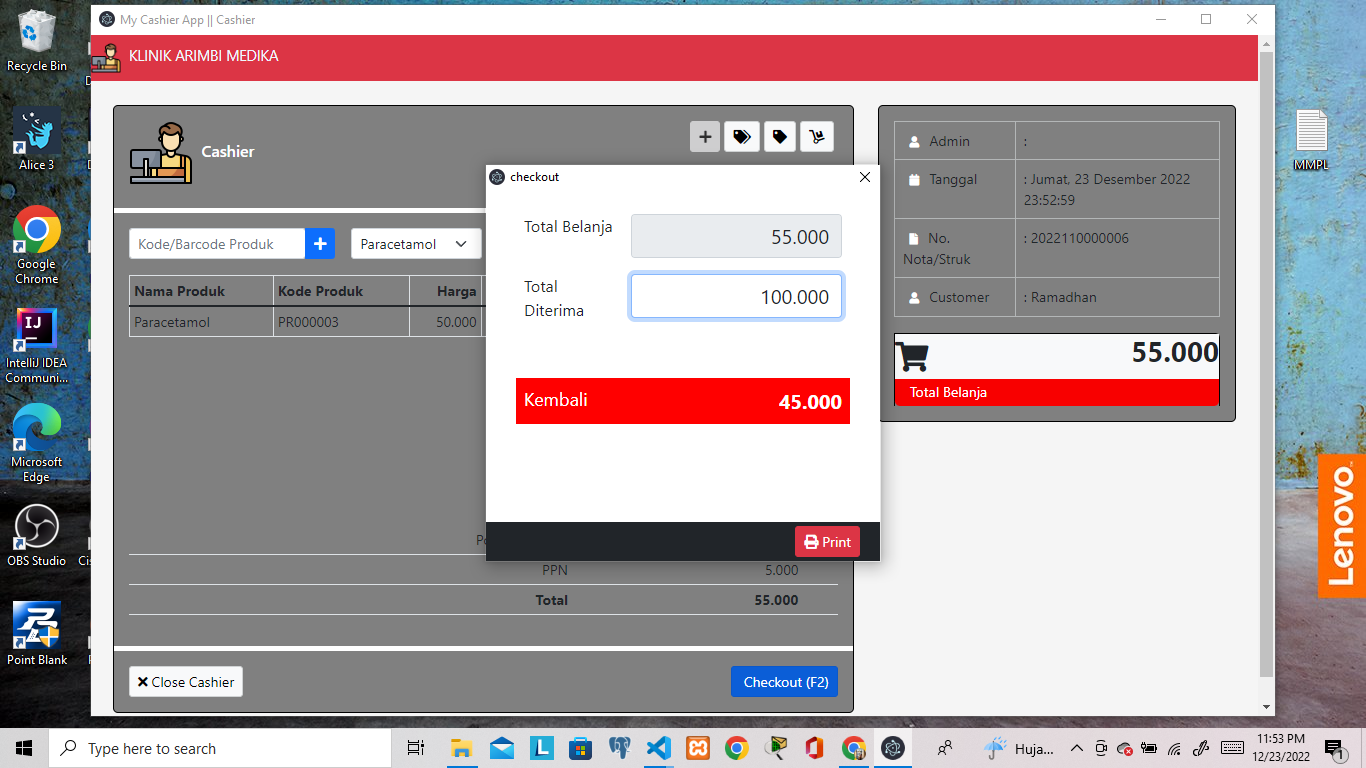 My Cashier App || Cashier
KLINIK ARIMBI MEDIKA
Recycle Bin
Alice 3
Google
Chrome
IntelliJ IDEA
Communi...
Microsoft
Edge
OBS Studio
Point Blank
MMPL
Lenovo
Cashier
Kode/Barcode Produk
Paracetamol
Nama Produk Kode Produk Harga
Paracetamol PR000003 50.000
PPN 5.000
Total 55.000
Close Cashier
Checkout (F2)
checkout
Total Belanja 55.000
Total
Diterima
100.000
Kembali 45.000
Print
Admin :
Tanggal : Jumat, 23 Desember 2022
23:52:59
No.
Nota/Struk
: 2022110000006
Customer : Ramadhan
55.000
Total Belanja
Type here to search
Huja...
11:53 PM
12/23/2022
1